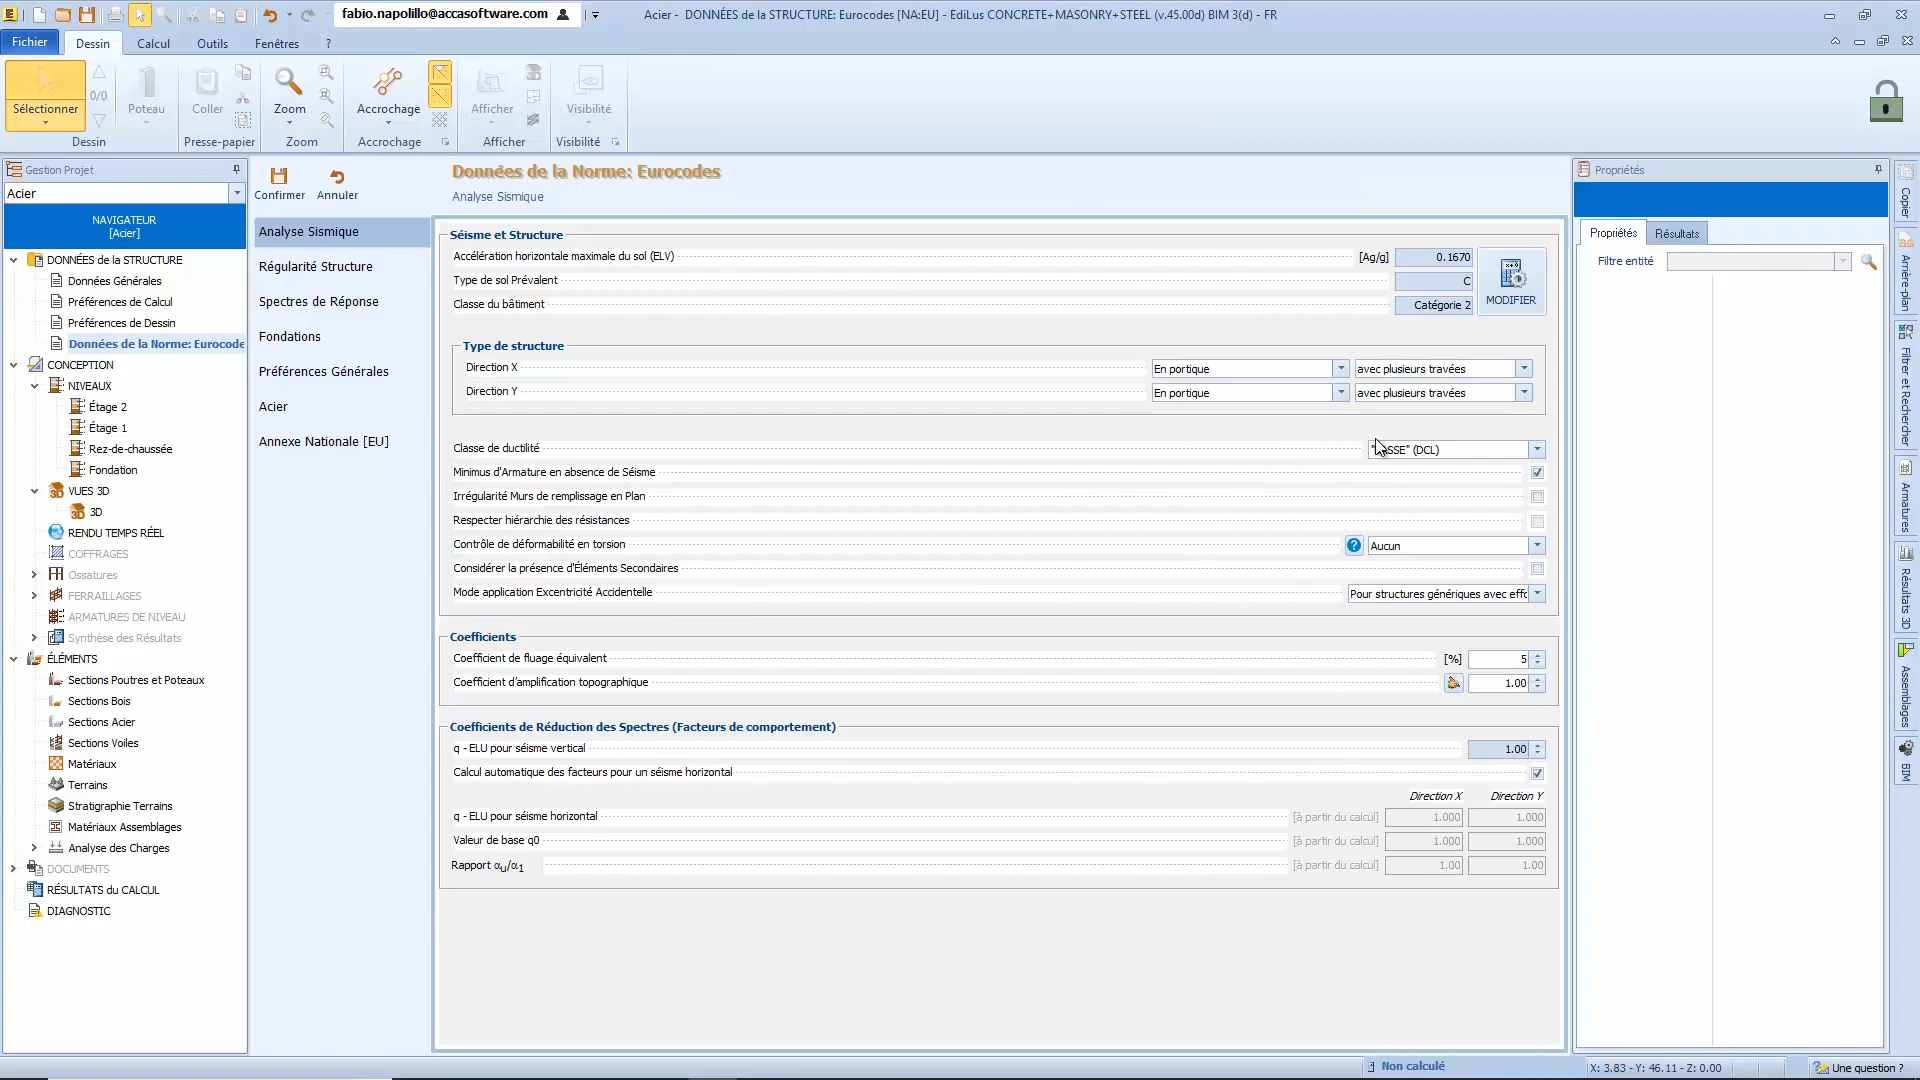 fabio.napolillo@accasoftware.com
Acier - DONNÉES de la STRUCTURE: Eurocodes [NA:EU] - EdiLus CONCRETE+MASONRY+STEEL (v.45.00d) BIM 3(d) - FR
Fichier
Dessin
Calcul
Outils
Fenêtres
?
Sélectionner
0/0
Poteau
Coller
Zoom
Accrochage
Afficher
Visibilité
Dessin
Presse-papier
Zoom
Accrochage
Afficher
Visibilité
Gestion Projet
Acier
NAVIGATEUR
[Acier]
DONNÉES de la STRUCTURE
Données Générales
Préférences de Calcul
Préférences de Dessin
Données de la Norme: Eurocode
CONCEPTION
NIVEAUX
Étage 2
Étage 1
Rez-de-chaussée
Fondation
VUES 3D
3D
RENDU TEMPS RÉEL
COFFRAGES
Ossatures
FERRAILLAGES
ARMATURES DE NIVEAU
Synthèse des Résultats
ÉLÉMENTS
Sections Poutres et Poteaux
Sections Bois
Sections Acier
Sections Voiles
Matériaux
Terrains
Stratigraphie Terrains
Matériaux Assemblages
Analyse des Charges
DOCUMENTS
RÉSULTATS du CALCUL
DIAGNOSTIC
Confirmer
Annuler
Données de la Norme: Eurocodes
Analyse Sismique
Analyse Sismique
Régularité Structure
Spectres de Réponse
Fondations
Préférences Générales
Acier
Annexe Nationale [EU]
Séisme et Structure
Accélération horizontale maximale du sol (ELV) [Ag/g] 0.1670
Type de sol Prévalent C
Classe du bâtiment Catégorie 2
MODIFIER
Type de structure
Direction X En portique avec plusieurs travées
Direction Y En portique avec plusieurs travées
Classe de ductilité SSE" (DCL)
Minimus d'Armature en absence de Séisme
Irrégularité Murs de remplissage en Plan
Respecter hiérarchie des résistances
Contrôle de déformabilité en torsion ? Aucun
Considérer la présence d'Éléments Secondaires
Mode application Excentricité Accidentelle Pour structures génériques avec effc
Coefficients
Coefficient de fluage équivalent [%] 5
Coefficient d'amplification topographique 1.00
Coefficients de Réduction des Spectres (Facteurs de comportement)
q - ELU pour séisme vertical 1.00
Calcul automatique des facteurs pour un séisme horizontal
Direction X Direction Y
q - ELU pour séisme horizontal [à partir du calcul] 1.000 1.000
Valeur de base q0 [à partir du calcul] 1.000 1.000
Rapport αu/α1 [à partir du calcul] 1.00 1.00
Propriétés
Propriétés
Résultats
Filtre entité
Copier
Arrière-plan
Filtrer et Rechercher
Armatures
Résultats 3D
Assemblages
BIM
Non calculé
X: 3.83 - Y: 46.11 - Z: 0.00
Une question ?